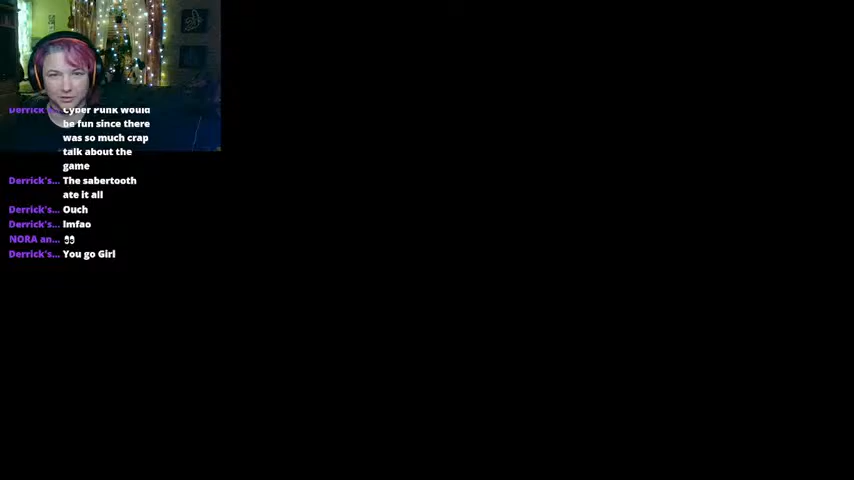 Derrick's... Cyber Punk would
be fun since there
was so much crap
talk about the
game
Derrick's... The sabertooth
ate it all
Derrick's... Ouch
Derrick's... lmfao
NORA an... 👀
Derrick's... You go Girl